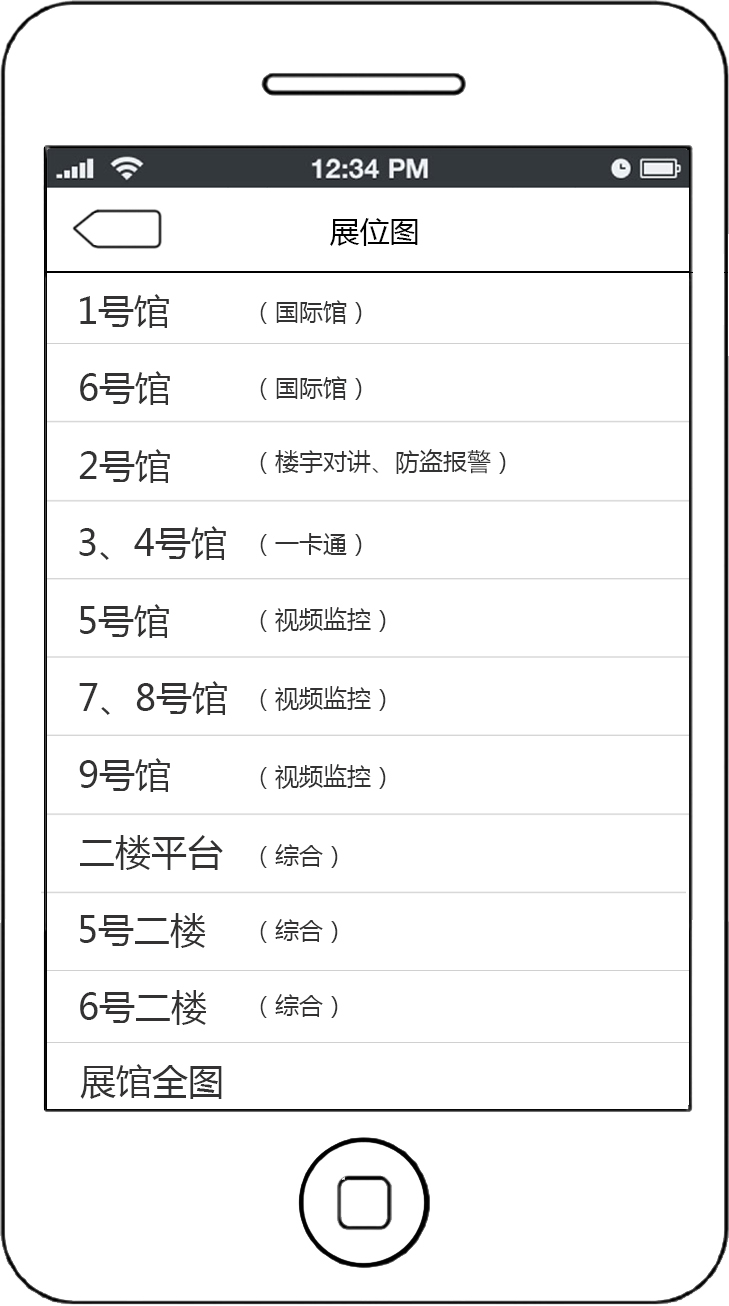 12:34 PM
展位图
1号馆 （国际馆）
6号馆 （国际馆）
2号馆 （楼宇对讲、防盗报警）
3、4号馆 （一卡通）
5号馆 （视频监控）
7、8号馆 （视频监控）
9号馆 （视频监控）
二楼平台 （综合）
5号二楼 （综合）
6号二楼 （综合）
展馆全图